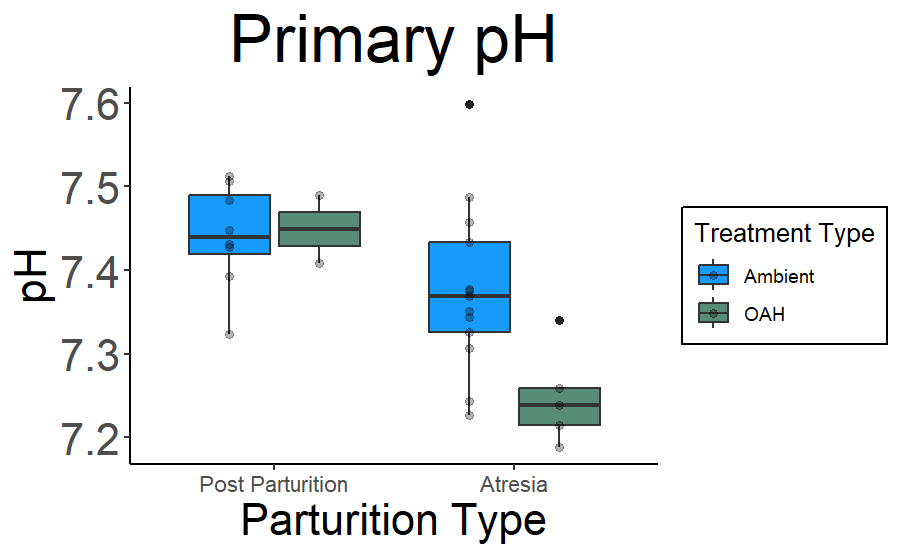 Primary pH
7.6
7.5
7.4
7.3
7.2
pH
Post Parturition
Atresia
Parturition Type
Treatment Type
Ambient
OAH